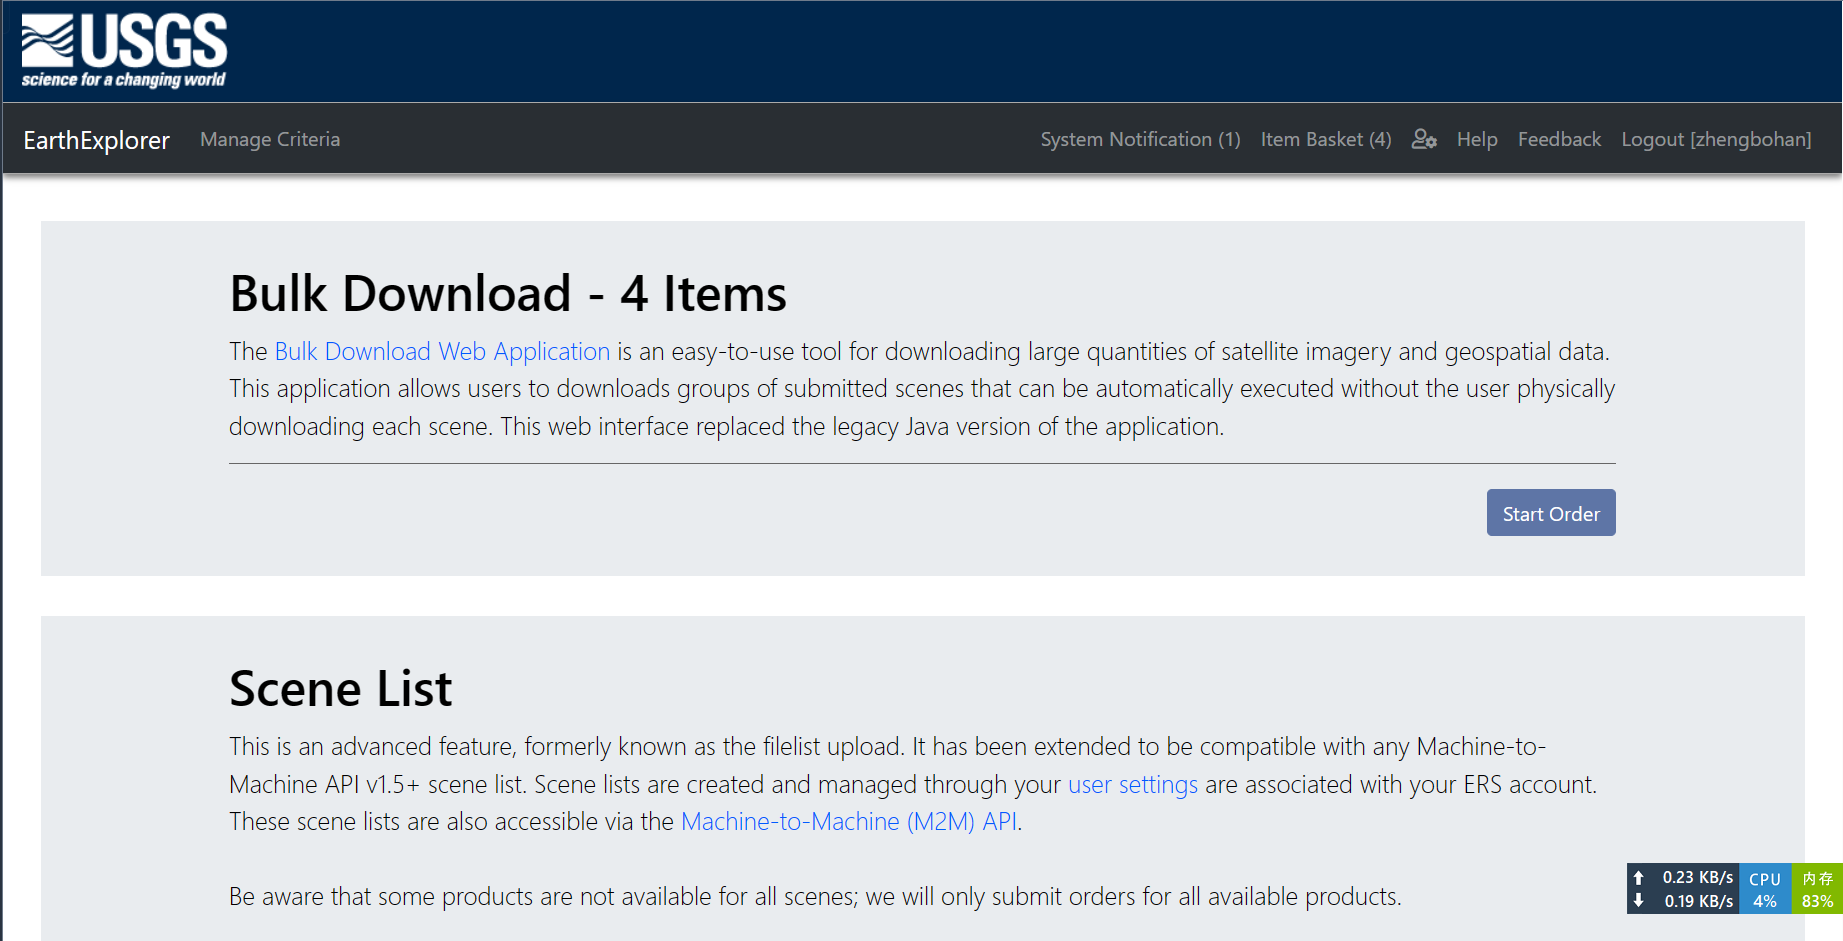 USGS
science for a changing world
EarthExplorer Manage Criteria System Notification (1) Item Basket (4) Help Feedback Logout [zhengbohan]
Bulk Download - 4 Items
The Bulk Download Web Application is an easy-to-use tool for downloading large quantities of satellite imagery and geospatial data.
This application allows users to downloads groups of submitted scenes that can be automatically executed without the user physically
downloading each scene. This web interface replaced the legacy Java version of the application.
Start Order
Scene List
This is an advanced feature, formerly known as the filelist upload. It has been extended to be compatible with any Machine-to-
Machine API v1.5+ scene list. Scene lists are created and managed through your user settings are associated with your ERS account.
These scene lists are also accessible via the Machine-to-Machine (M2M) API.
Be aware that some products are not available for all scenes; we will only submit orders for all available products.
0.23 KB/s CPU 内存
0.19 KB/s 4% 83%